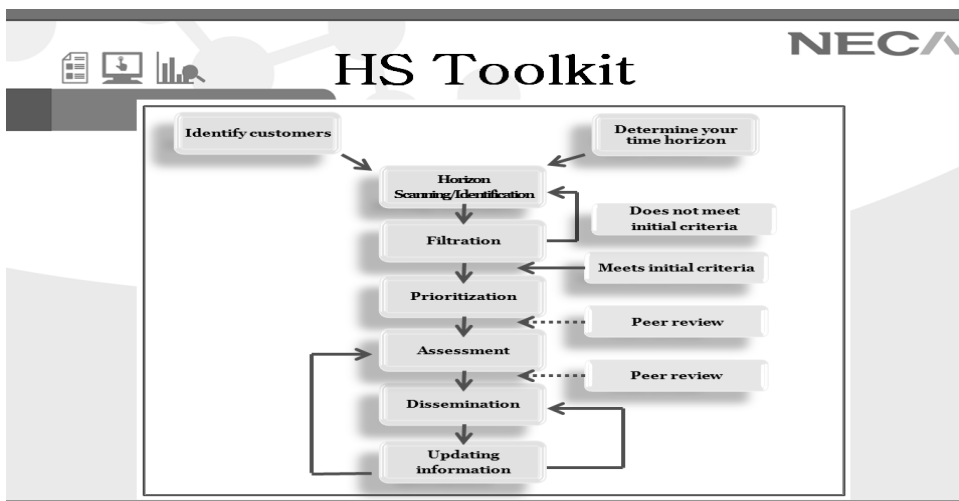 NECA
HS Toolkit
Identify customers
Determine your
time horizon
Horizon
Scanning/Identification
Does not meet
initial criteria
Filtration
Meets initial criteria
Prioritization
Peer review
Assessment
Peer review
Dissemination
Updating
information